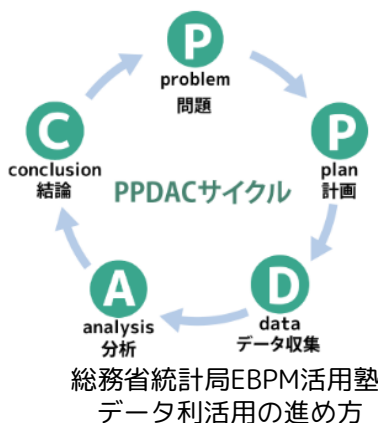 P
problem
問題
P
plan
計画
D
data
データ収集
A
analysis
分析
C
conclusion
結論
PPDACサイクル
総務省統計局EBPM活用塾
データ利活用の進め方